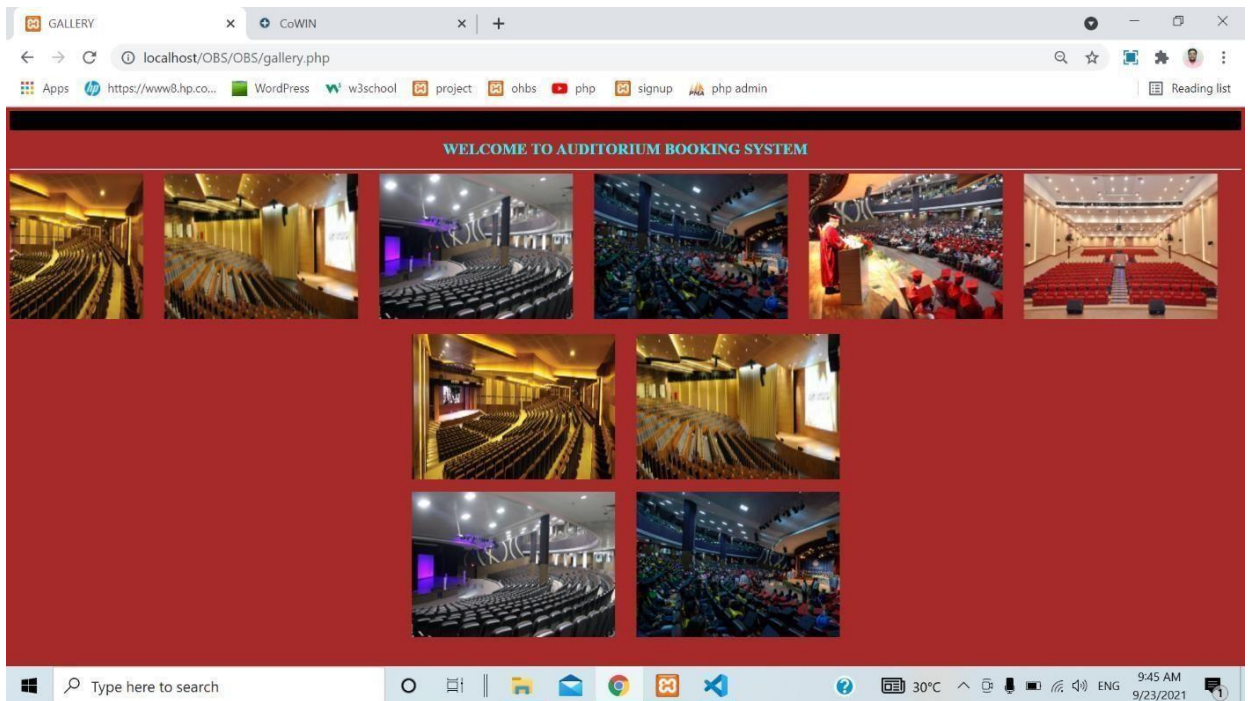 GALLERY
CoWIN
localhost/OBS/OBS/gallery.php
Apps https://www8.hp.co... WordPress w3school project ohbs php signup php admin Reading list
WELCOME TO AUDITORIUM BOOKING SYSTEM
Type here to search
30°C ENG 9:45 AM
9/23/2021
1